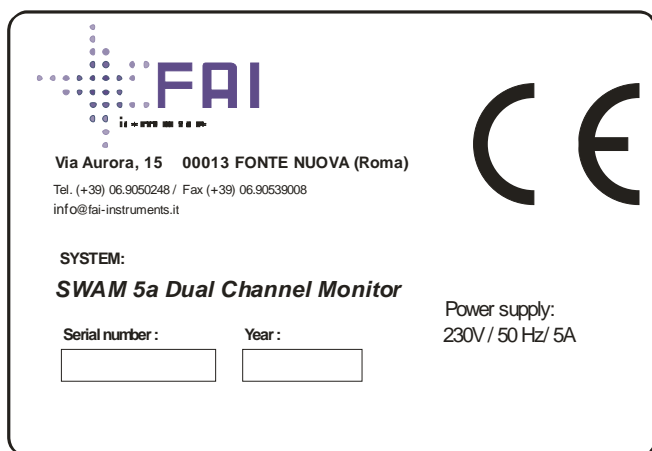 FAI
Via Aurora, 15 00013 FONTE NUOVA (Roma)
Tel. (+39) 06.9050248 / Fax (+39) 06.90539008
info@fai-instruments.it
CE
SYSTEM:
SWAM 5a Dual Channel Monitor
Power supply:
230V / 50 Hz/ 5A
Serial number :
Year :